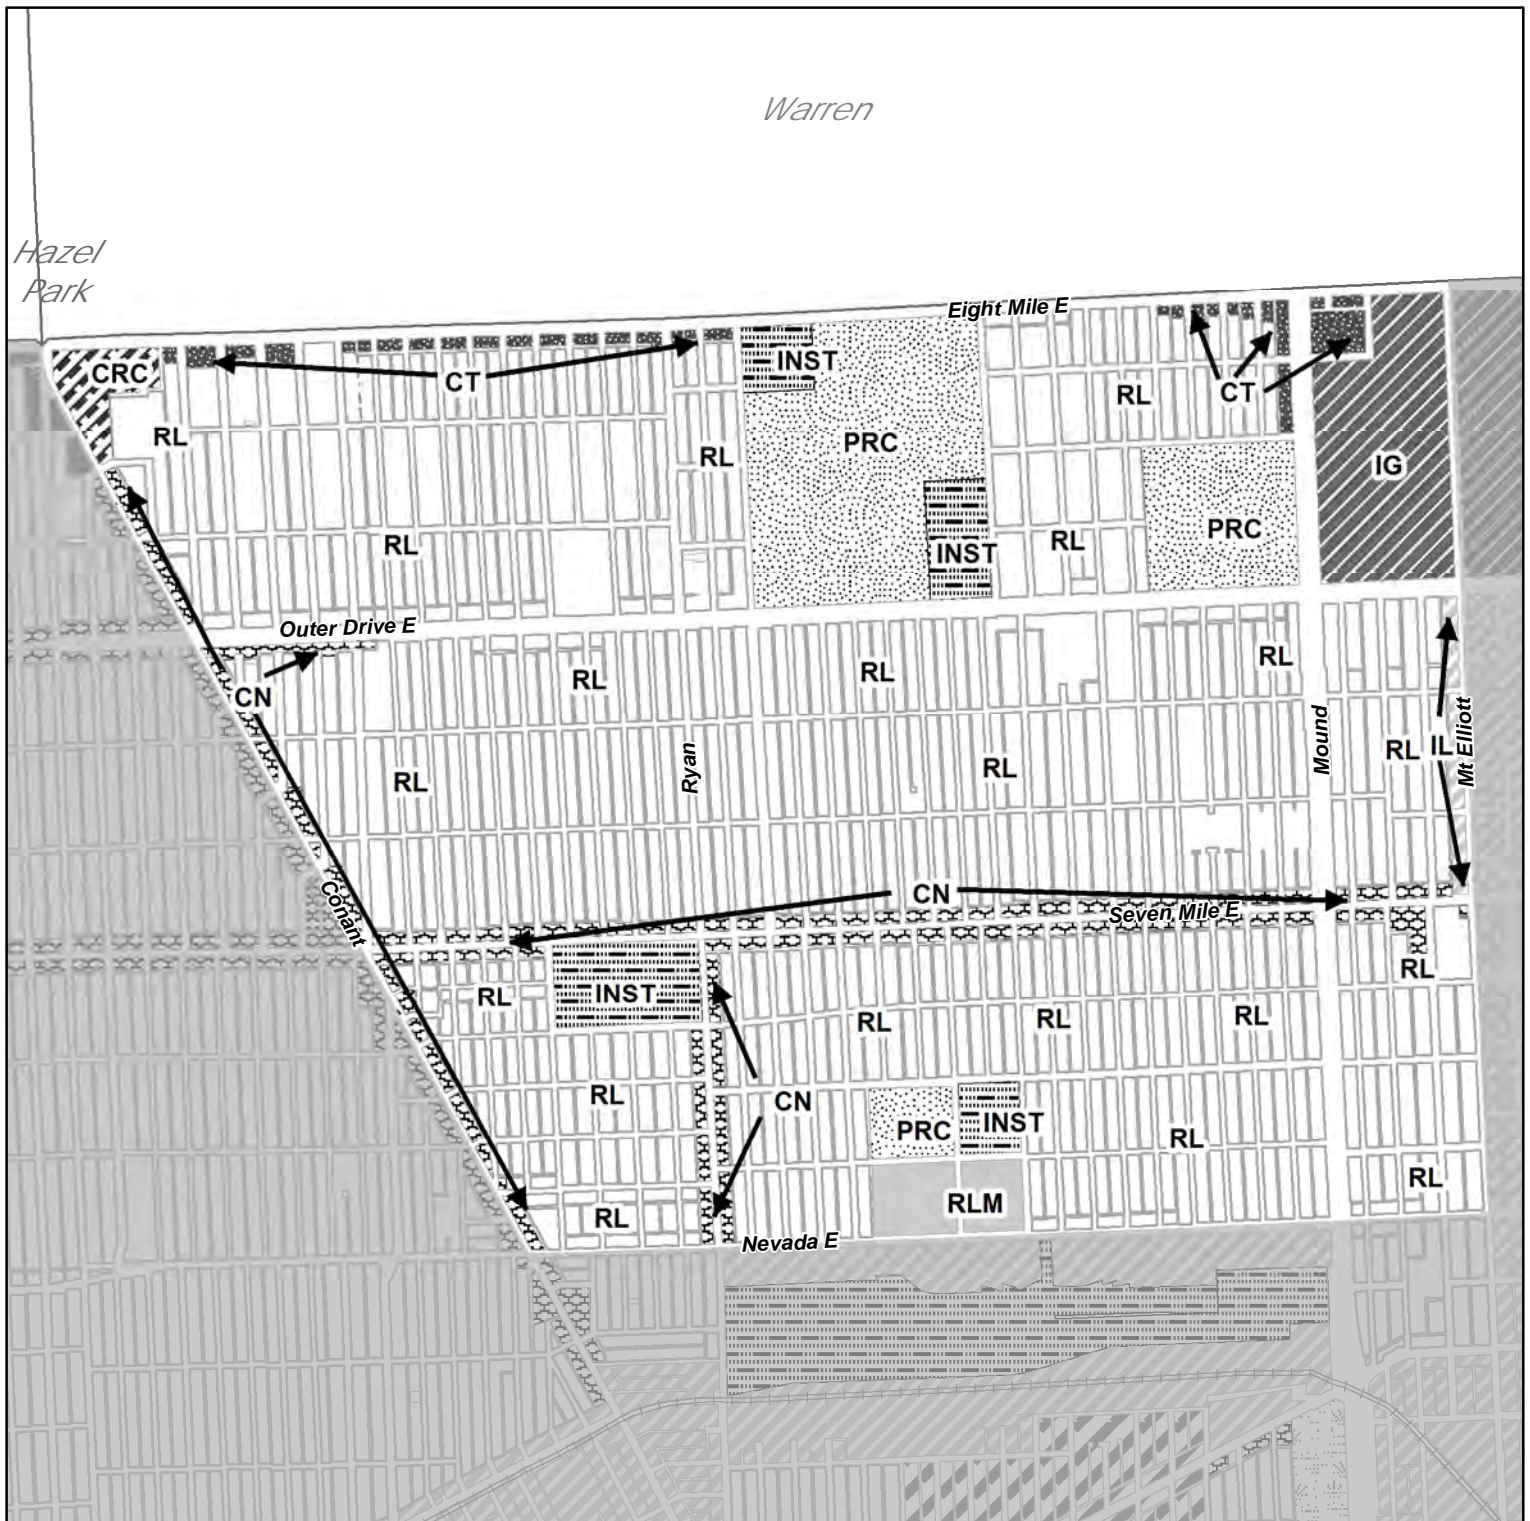 Warren
Hazel
Park
Eight Mile E
CRC
CT
INST
RL
CT
RL
RL
PRC
IG
RL
INST
RL
PRC
Outer Drive E
CN
RL
RL
RL
RL
Ryan
RL
Mound
RL
IL
Mt Elliott
CN
Seven Mile E
Conant
RL
INST
RL
RL
RL
RL
RL
CN
PRC
INST
RL
RL
RLM
RL
Nevada E